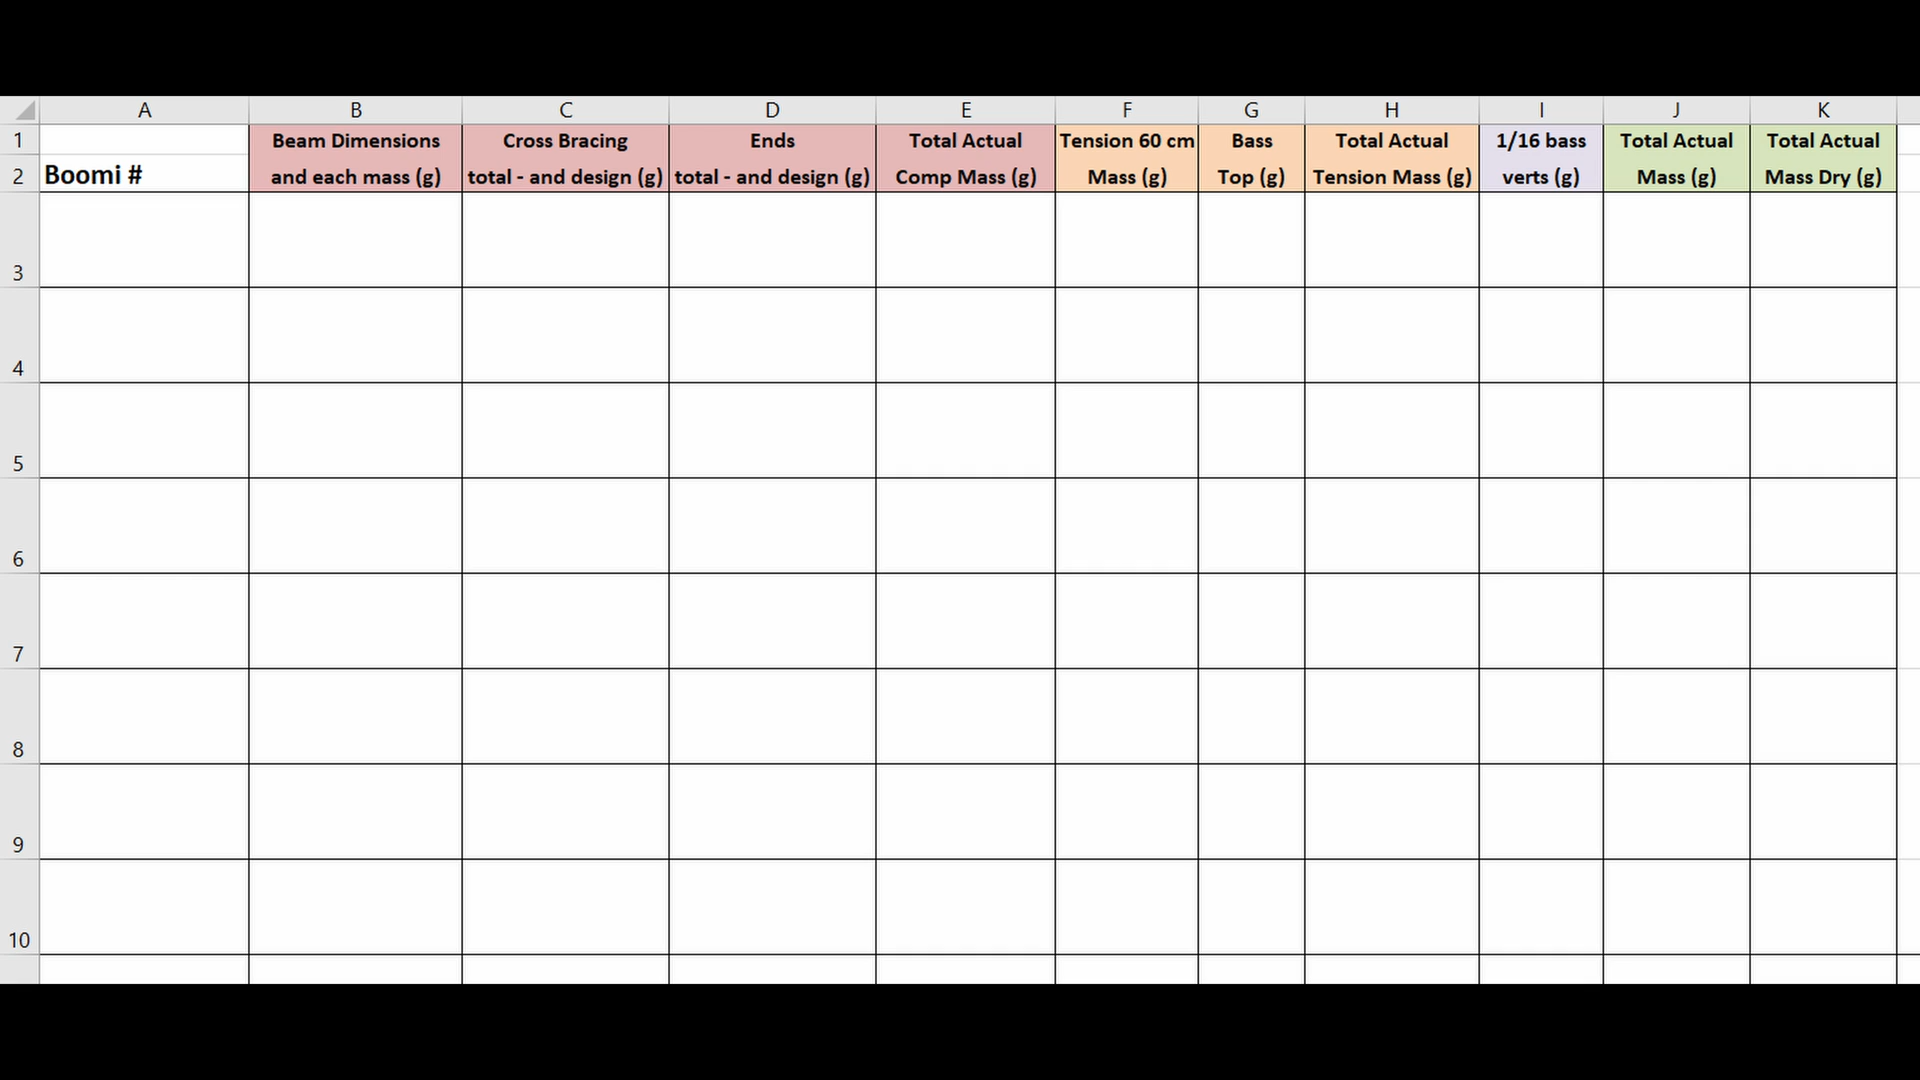 A B C D E F G H I J K
1 Beam Dimensions Cross Bracing Ends Total Actual Tension 60 cm Bass Total Actual 1/16 bass Total Actual Total Actual
2 Boomi # and each mass (g) total - and design (g) total - and design (g) Comp Mass (g) Mass (g) Top (g) Tension Mass (g) verts (g) Mass (g) Mass Dry (g)
3
4
5
6
7
8
9
10